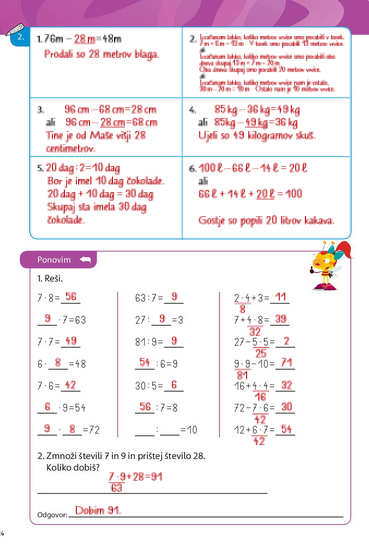 2.
1. 76m – 28 m = 48m
Prodali so 28 metrov blaga.
2. Izračunam lahko, koliko metrov vrvice smo porabili v torek.
7 m + 6 m = 13 m V torek smo porabili 13 metrov vrvice.
ali
Izračunam lahko, koliko metrov vrvice smo porabili oba
dneva skupaj. 13 m + 7 m = 20 m
Oba dneva skupaj smo porabili 20 metrov vrvice.
ali
Izračunam lahko, koliko metrov vrvice nam je ostalo.
30 m – 20 m = 10 m Ostalo nam je 10 metrov vrvice.
3. 96 cm – 68 cm = 28 cm
ali 96 cm – 28 cm = 68 cm
Tine je od Maše višji 28
centimetrov.
4. 85 kg – 36 kg = 49 kg
ali 85kg – 49 kg = 36 kg
Ujeli so 49 kilogramov skuš.
5. 20 dag : 2 = 10 dag
Bor je imel 10 dag čokolade.
20 dag + 10 dag = 30 dag
Skupaj sta imela 30 dag
čokolade.
6. 100 ℓ – 66 ℓ – 14 ℓ = 20 ℓ
ali
66 ℓ + 14 ℓ + 20 ℓ = 100
Gostje so popili 20 litrov kakava.
Ponovim
1. Reši.
7 · 8 = 56
9 · 7 = 63
7 · 7 = 49
6 · 8 = 48
7 · 6 = 42
6 · 9 = 54
9 · 8 = 72
63 : 7 = 9
27 : 9 = 3
81 : 9 = 9
54 : 6 = 9
30 : 5 = 6
56 : 7 = 8
___ : ___ = 10
2 · 4 + 3 = 11
8
7 + 4 · 8 = 39
32
27 – 5 · 5 = 2
25
9 · 9 – 10 = 71
81
16 + 4 · 4 = 32
16
72 – 7 · 6 = 30
42
12 + 6 · 7 = 54
42
2. Zmnoži števili 7 in 9 in prištej število 28.
Koliko dobiš?
7 · 9 + 28 = 91
63
Odgovor: Dobim 91.
4